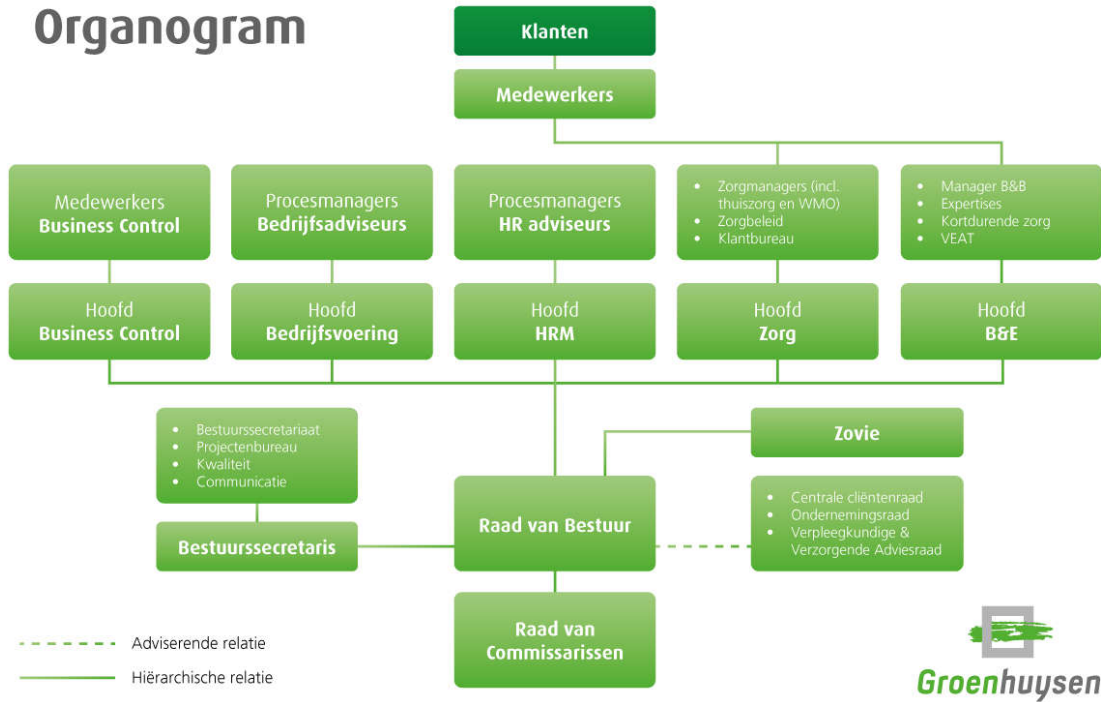 Organogram
Klanten
Medewerkers
Medewerkers
Business Control
Procesmanagers
Bedrijfsadviseurs
Procesmanagers
HR adviseurs
• Zorgmanagers (incl.
thuiszorg en WMO)
• Zorgbeleid
• Klantbureau
• Manager B&B
• Expertises
• Kortdurende zorg
• VEAT
Hoofd
Business Control
Hoofd
Bedrijfsvoering
Hoofd
HRM
Hoofd
Zorg
Hoofd
B&E
• Bestuurssecretariaat
• Projectenbureau
• Kwaliteit
• Communicatie
Zovie
Bestuurssecretaris
Raad van Bestuur
• Centrale cliëntenraad
• Ondernemingsraad
• Verpleegkundige &
Verzorgende Adviesraad
Raad van
Commissarissen
Adviserende relatie
Hiërarchische relatie
Groenhuysen